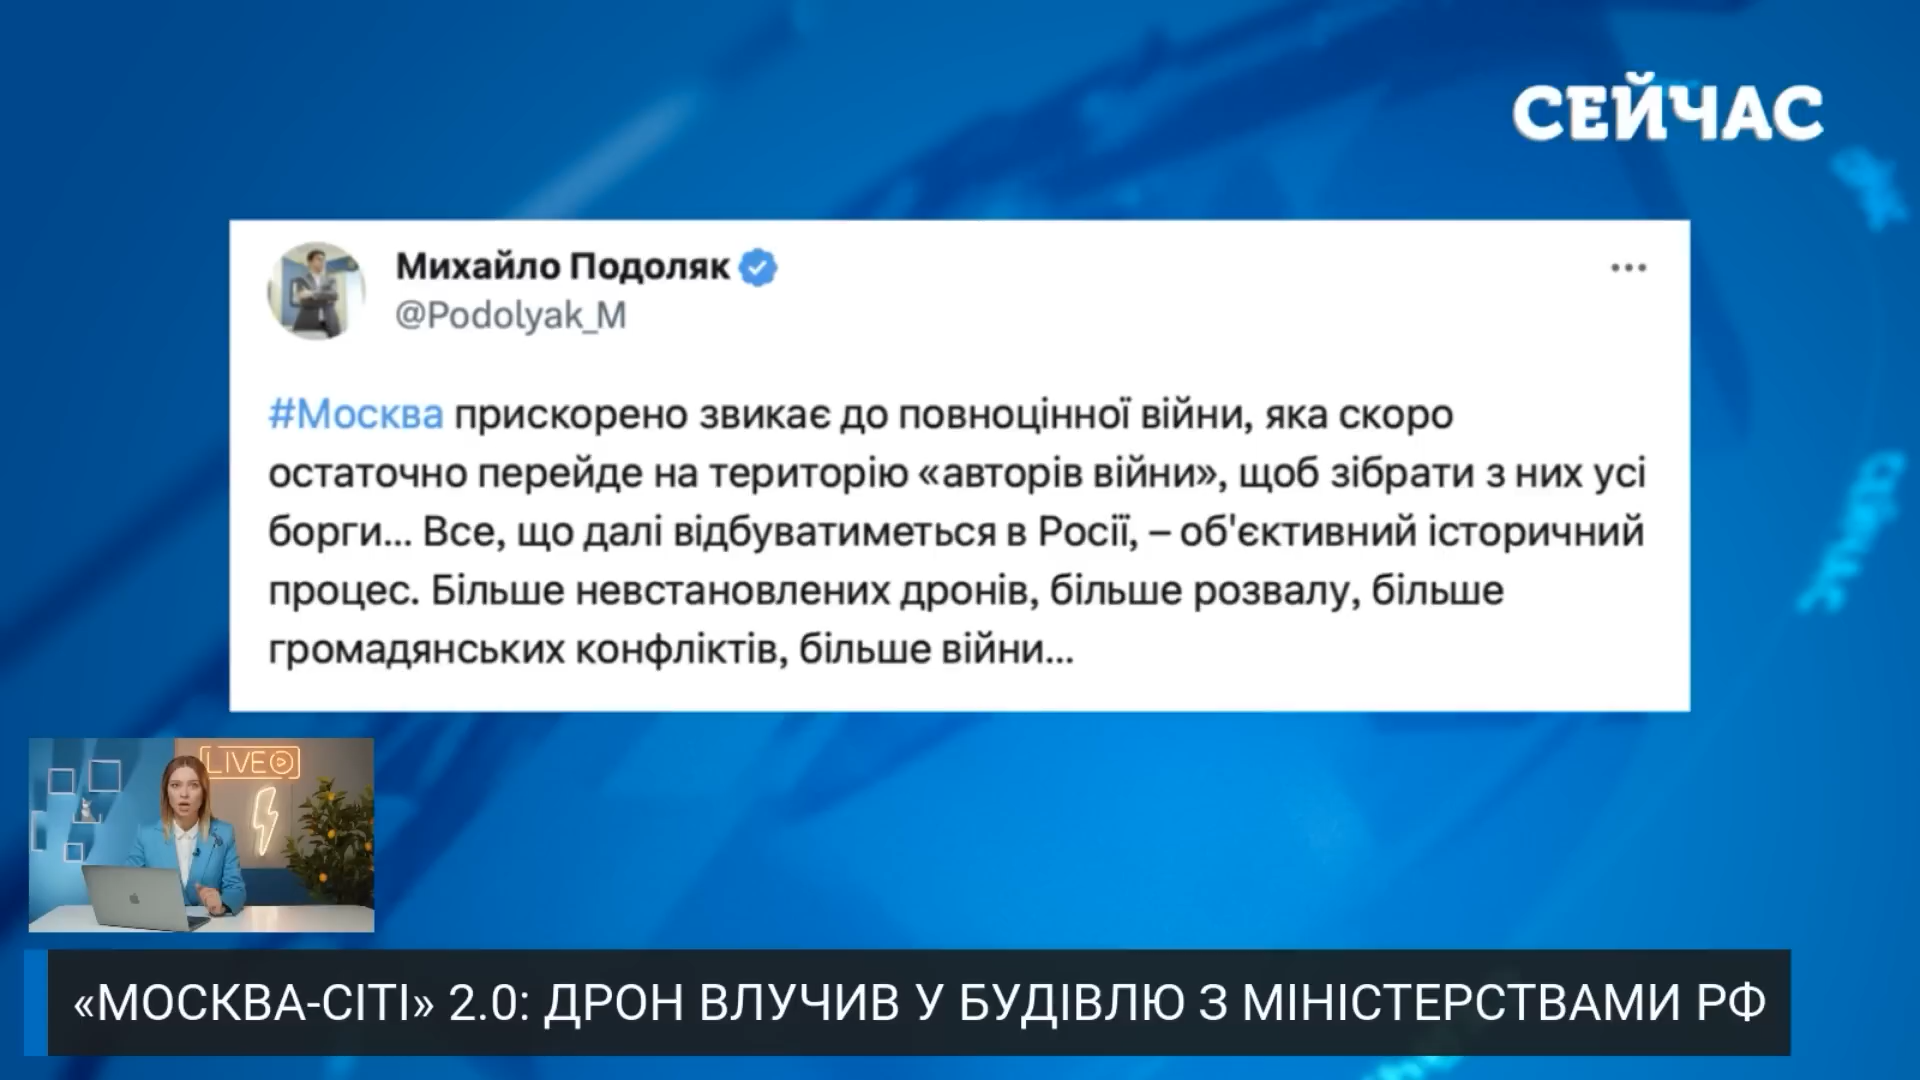 СЕЙЧАС
Михайло Подоляк
@Podolyak_M
#Москва прискорено звикає до повноцінної війни, яка скоро
остаточно перейде на територію «авторів війни», щоб зібрати з них усі
борги... Все, що далі відбуватиметься в Росії, – об'єктивний історичний
процес. Більше невстановлених дронів, більше розвалу, більше
громадянських конфліктів, більше війни...
LIVE
«МОСКВА-СІТІ» 2.0: ДРОН ВЛУЧИВ У БУДІВЛЮ З МІНІСТЕРСТВАМИ РФ